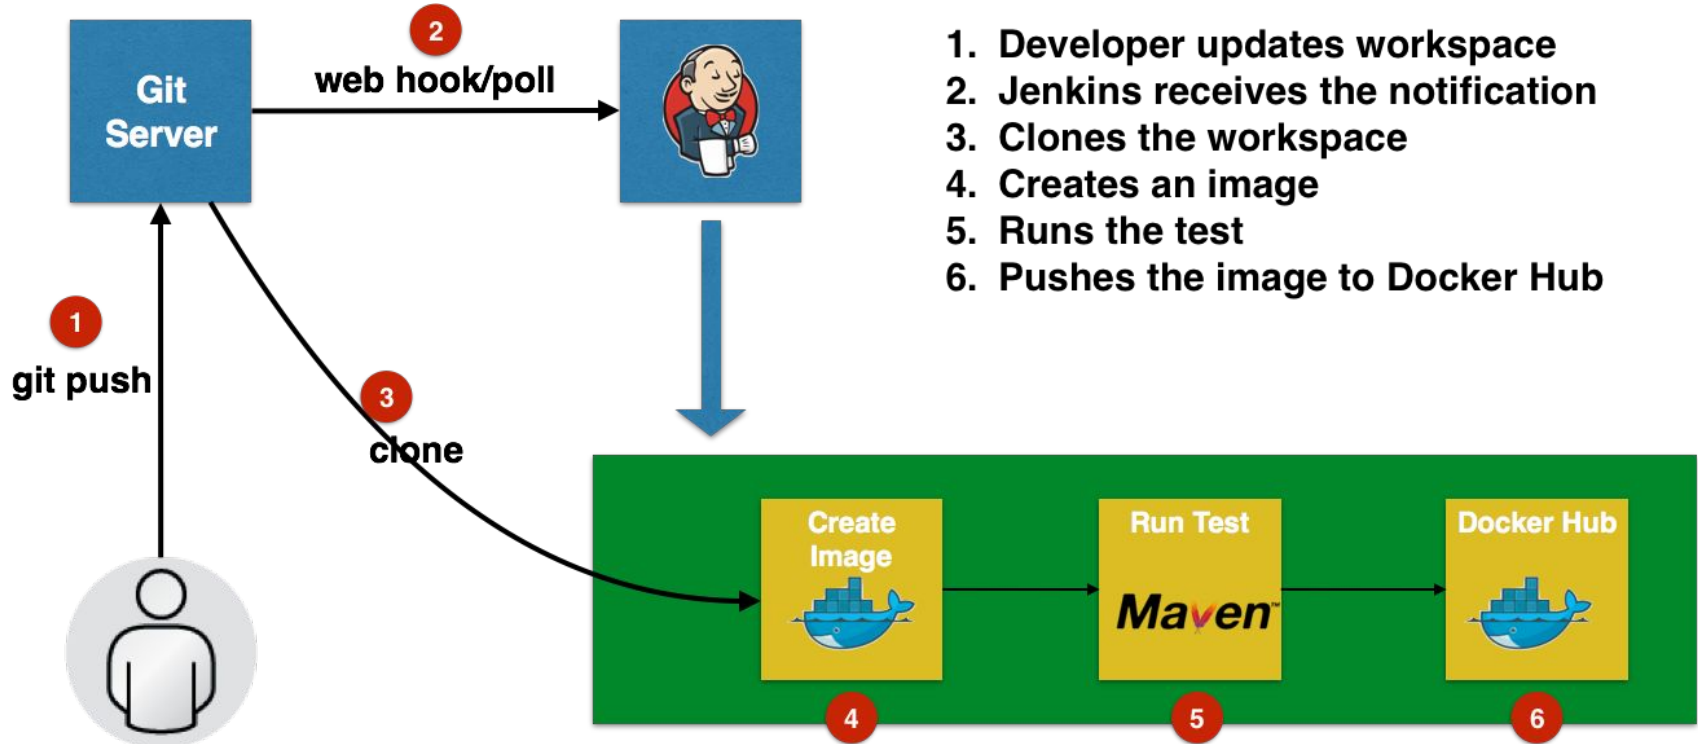 2
web hook/poll
Git
Server
1. Developer updates workspace
2. Jenkins receives the notification
3. Clones the workspace
4. Creates an image
5. Runs the test
6. Pushes the image to Docker Hub
1
git push
3
clone
Create
Image
Run Test
Maven™
Docker Hub
4
5
6